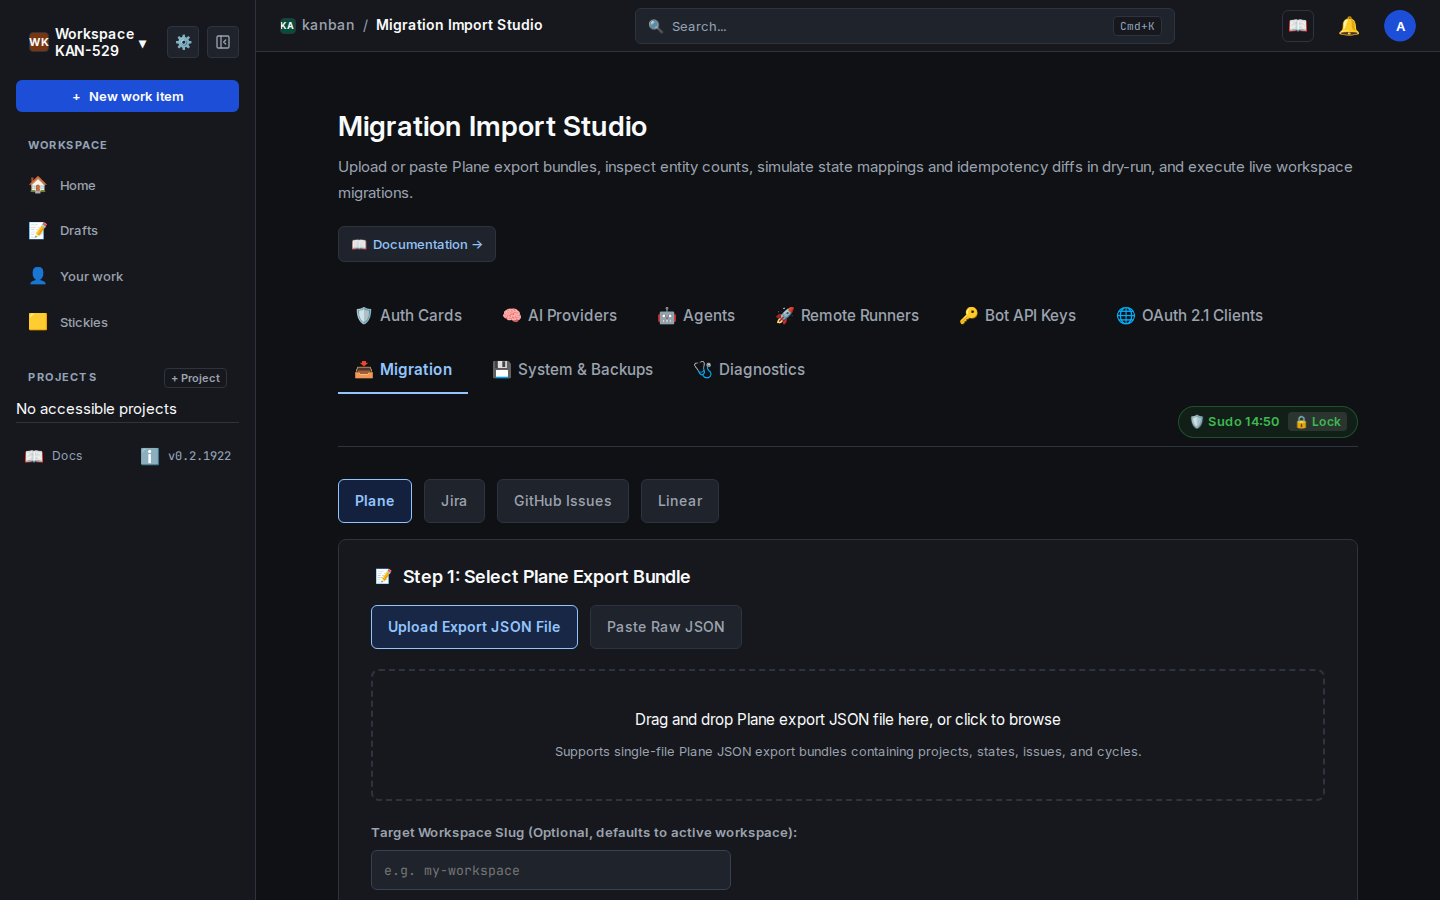 WK Workspace KAN-529 ▼
+ New work item
WORKSPACE
Home
Drafts
Your work
Stickies
PROJECTS
+ Project
No accessible projects
Docs
v0.2.1922
KA kanban / Migration Import Studio
Search...
Cmd+K
A
Migration Import Studio
Upload or paste Plane export bundles, inspect entity counts, simulate state mappings and idempotency diffs in dry-run, and execute live workspace
migrations.
Documentation →
Auth Cards
AI Providers
Agents
Remote Runners
Bot API Keys
OAuth 2.1 Clients
Migration
System & Backups
Diagnostics
Sudo 14:50
Lock
Plane
Jira
GitHub Issues
Linear
Step 1: Select Plane Export Bundle
Upload Export JSON File
Paste Raw JSON
Drag and drop Plane export JSON file here, or click to browse
Supports single-file Plane JSON export bundles containing projects, states, issues, and cycles.
Target Workspace Slug (Optional, defaults to active workspace):
e.g. my-workspace